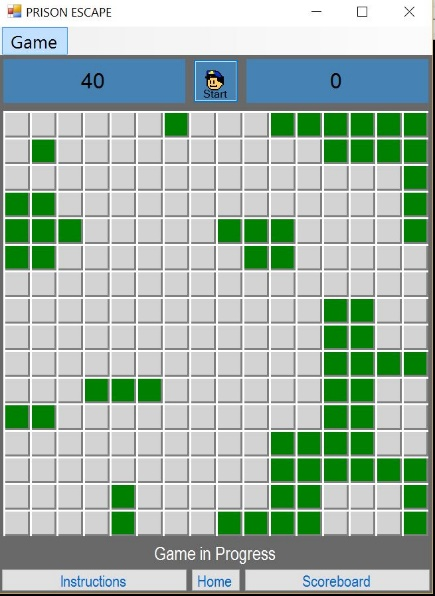 PRISON ESCAPE
Game
40
Start
0
Game in Progress
Instructions
Home
Scoreboard